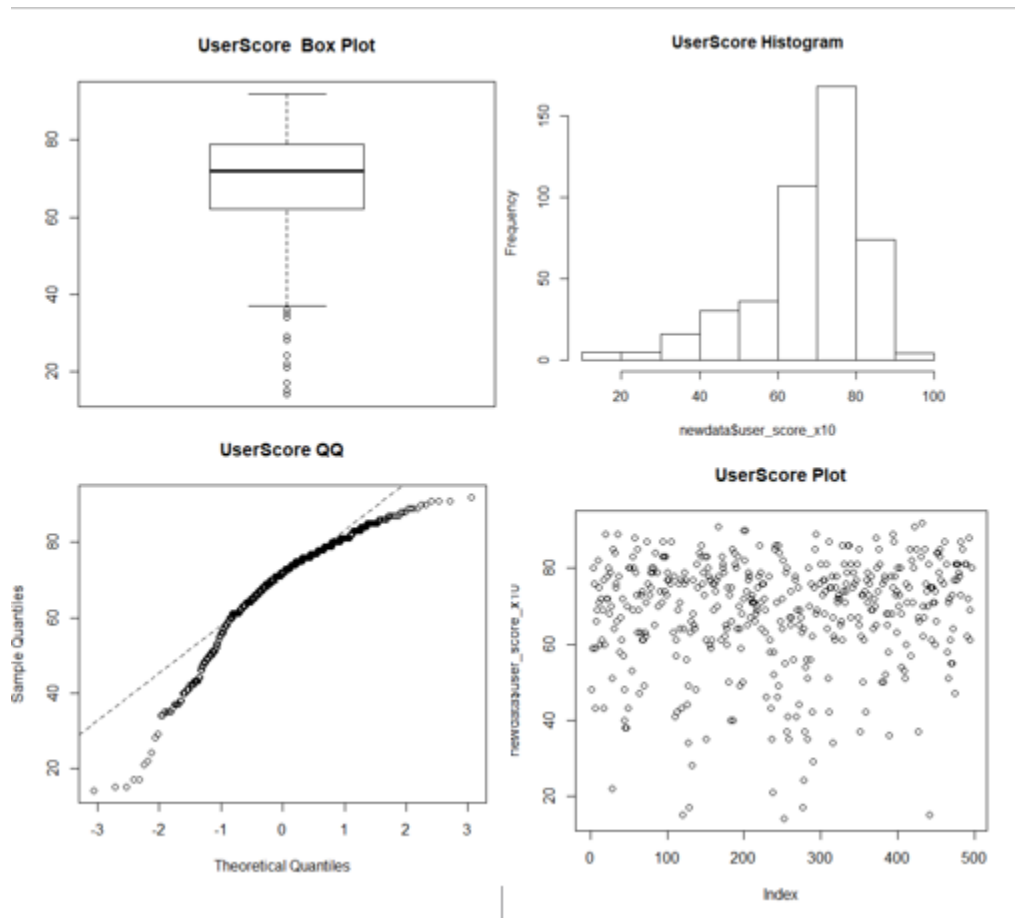 UserScore Box Plot
80
60
40
20
UserScore Histogram
Frequency
150
100
50
0
20 40 60 80 100
newdata$user_score_x10
UserScore QQ
Sample Quantiles
80
60
40
20
-3 -2 -1 0 1 2 3
Theoretical Quantiles
UserScore Plot
newdata$user_score_x10
80
60
40
20
0 100 200 300 400 500
Index